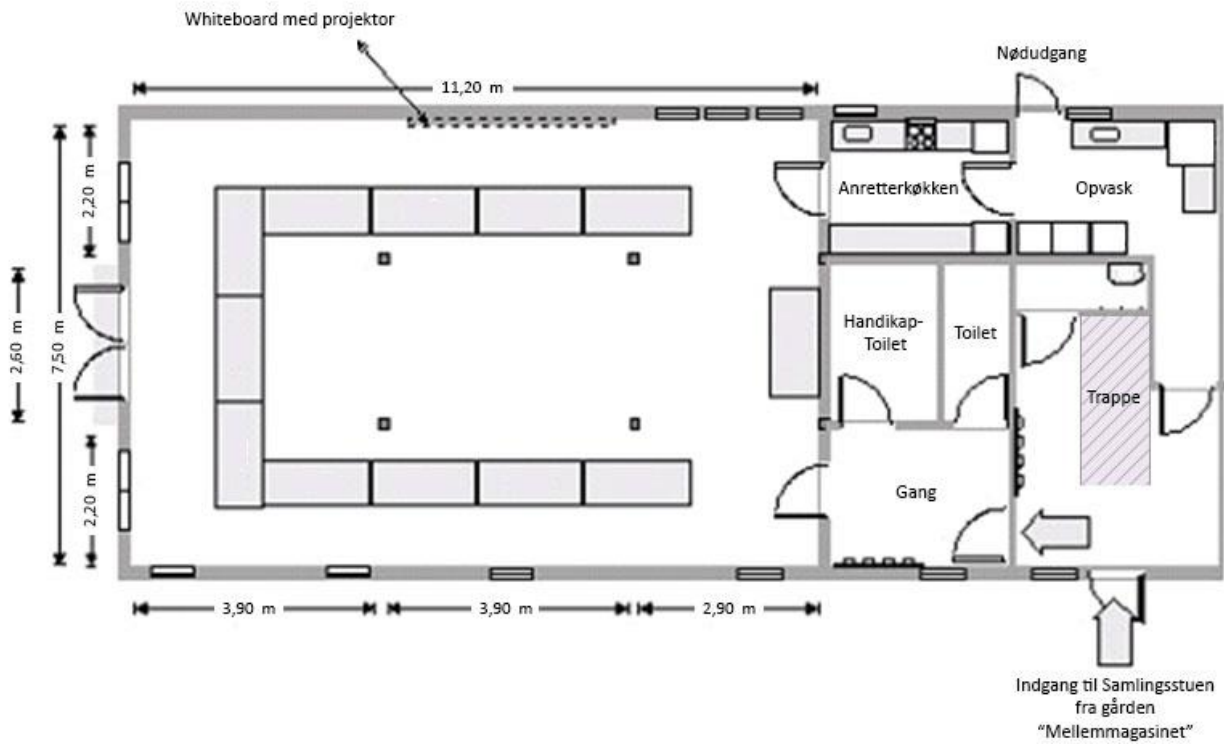 Whiteboard med projektor
Nødudgang
11,20 m
2,20 m
Anretterkøkken
Opvask
2,60 m
7,50 m
Handikap-
Toilet
Toilet
Trappe
2,20 m
Gang
3,90 m
3,90 m
2,90 m
Indgang til Samlingsstuen
fra gården
“Mellemmagasinet”